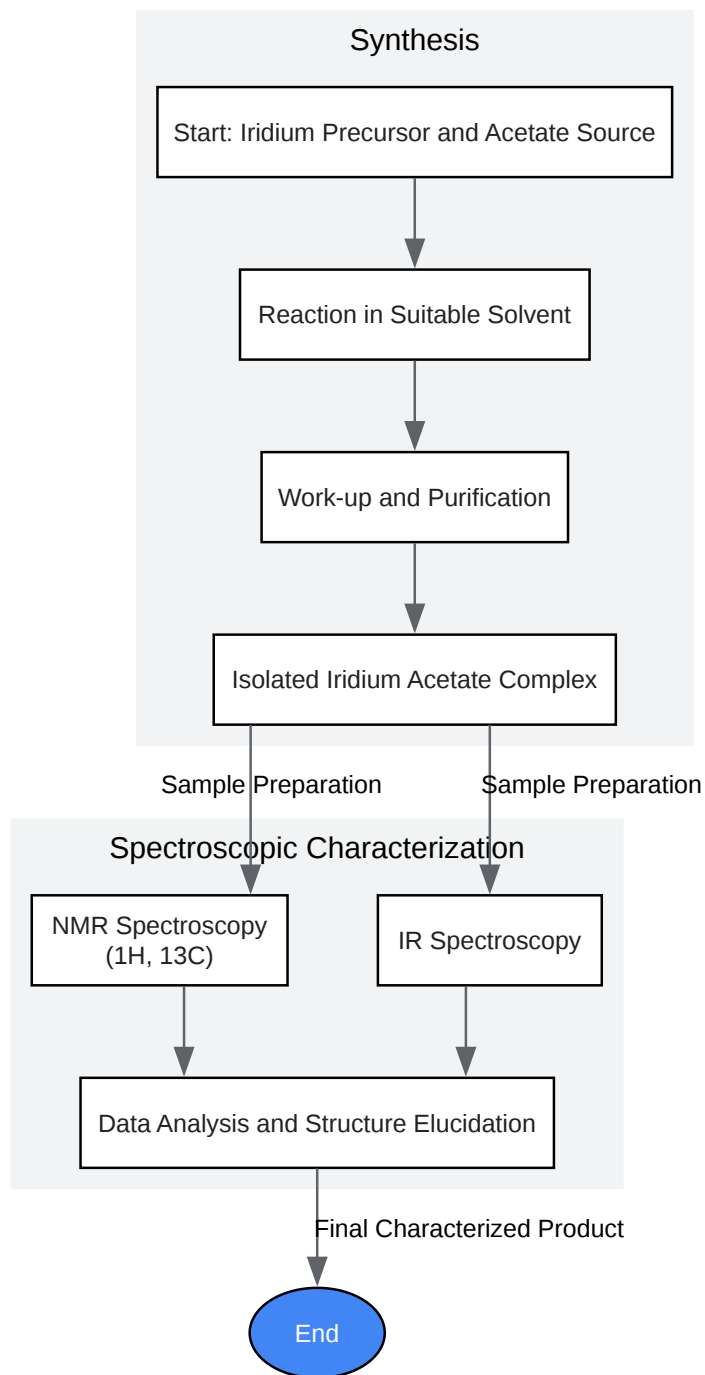 Synthesis
Start: Iridium Precursor and Acetate Source
Reaction in Suitable Solvent
Work-up and Purification
Isolated Iridium Acetate Complex
Sample Preparation
Sample Preparation
Spectroscopic Characterization
NMR Spectroscopy
(1H, 13C)
IR Spectroscopy
Data Analysis and Structure Elucidation
Final Characterized Product
End